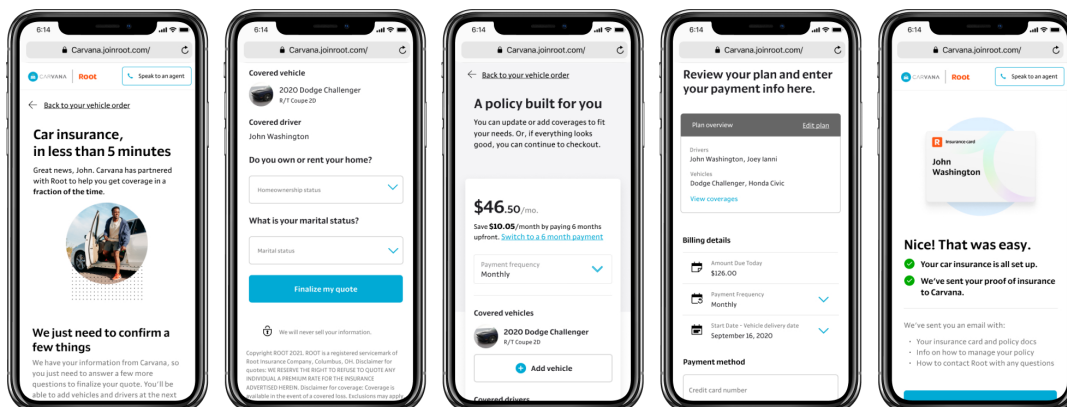 6:14
Carvana.joinroot.com/
CARVANA Root
Speak to an agent
Back to your vehicle order
Car insurance,
in less than 5 minutes
Great news, John. Carvana has partnered
with Root to help you get coverage in a
fraction of the time.
We just need to confirm a
few things
We have your information from Carvana, so
you just need to answer a few more
questions to finalize your quote. You'll be
able to add vehicles and drivers at the next
6:14
Carvana.joinroot.com/
Covered vehicle
2020 Dodge Challenger
R/T Coupe 2D
Covered driver
John Washington
Do you own or rent your home?
Homeownership status
What is your marital status?
Marital status
Finalize my quote
We will never sell your information.
Copyright ROOT 2021. ROOT is a registered servicemark of
Root Insurance Company, Columbus, OH. Disclaimer for
quotes: WE RESERVE THE RIGHT TO REFUSE TO QUOTE ANY
INDIVIDUAL A PREMIUM RATE FOR THE INSURANCE
ADVERTISED HEREIN. Disclaimer for coverage: Coverage is
available in the event of a covered loss. Exclusions may apply
6:14
Carvana.joinroot.com/
Back to your vehicle order
A policy built for you
You can update or add coverages to fit
your needs. Or, if everything looks
good, you can continue to checkout.
$46.50/mo.
Save $10.05/month by paying 6 months
upfront. Switch to a 6 month payment
Payment frequency
Monthly
Covered vehicles
2020 Dodge Challenger
R/T Coupe 2D
Add vehicle
Covered drivers
6:14
Carvana.joinroot.com/
Review your plan and enter
your payment info here.
Plan overview Edit plan
Drivers
John Washington, Joey Ianni
Vehicles
Dodge Challenger, Honda Civic
View coverages
Billing details
Amount Due Today
$126.00
Payment Frequency
Monthly
Start Date - Vehicle delivery date
September 16, 2020
Payment method
Credit card number
6:14
Carvana.joinroot.com/
CARVANA Root
Speak to an agent
R Insurance card
John
Washington
Nice! That was easy.
Your car insurance is all set up.
We've sent your proof of insurance
to Carvana.
We've sent you an email with:
· Your insurance card and policy docs
· Info on how to manage your policy
· How to contact Root with any questions